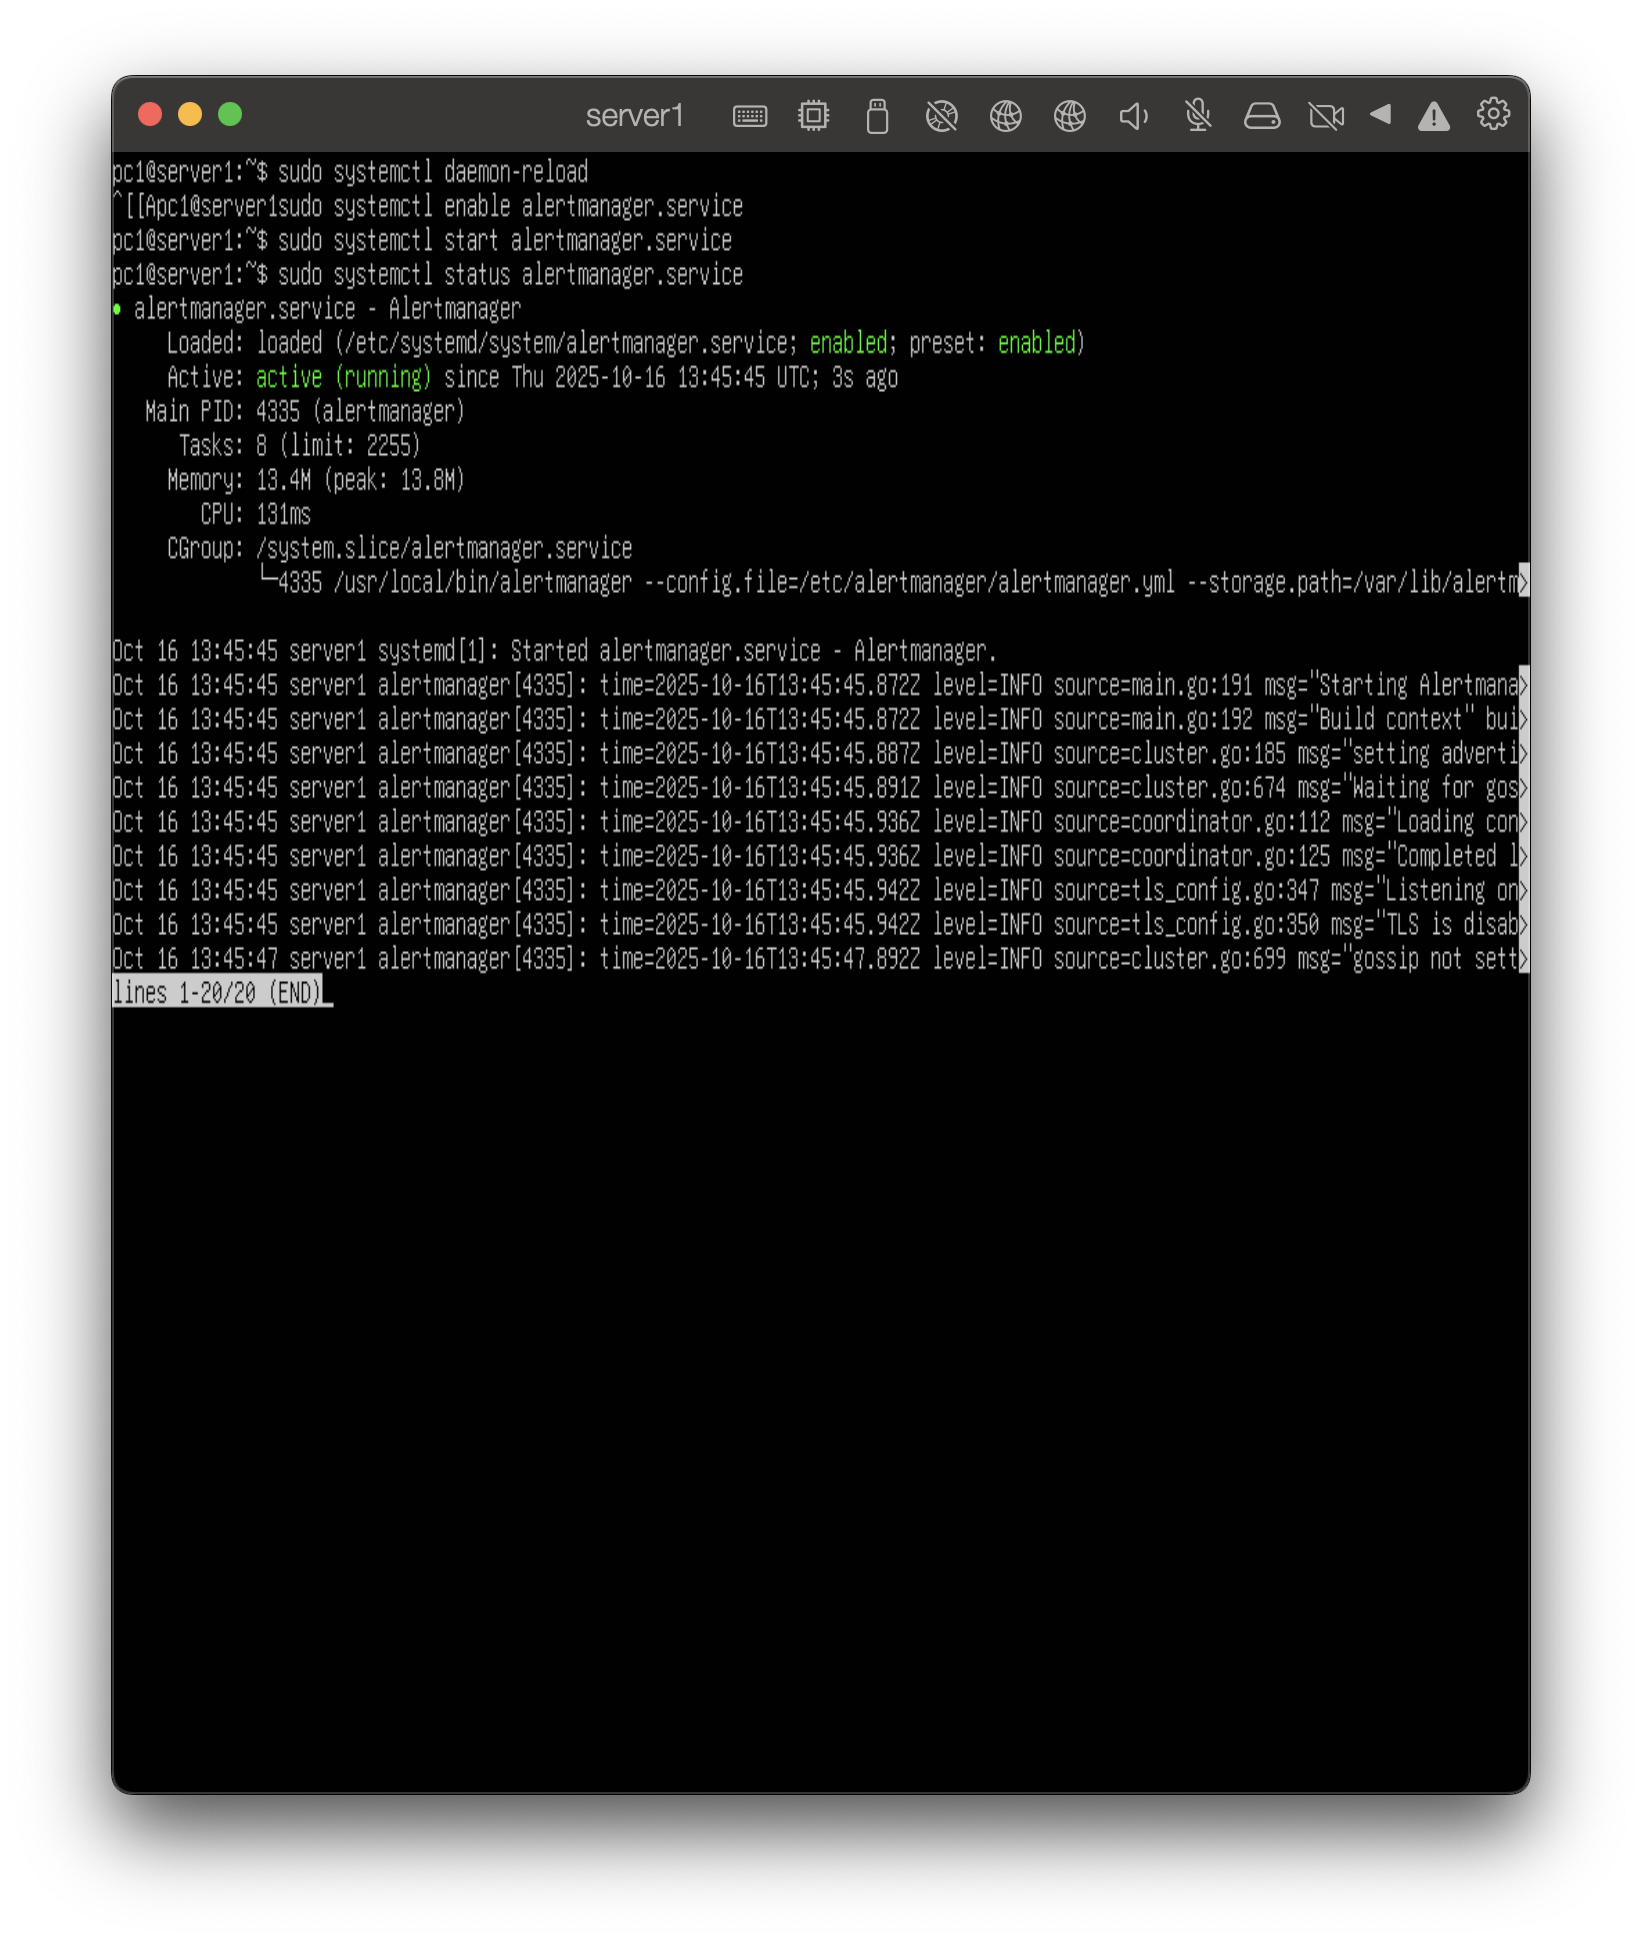 server1
pc1@server1:~$ sudo systemctl daemon-reload
^[[Apc1@server1sudo systemctl enable alertmanager.service
pc1@server1:~$ sudo systemctl start alertmanager.service
pc1@server1:~$ sudo systemctl status alertmanager.service
● alertmanager.service - Alertmanager
     Loaded: loaded (/etc/systemd/system/alertmanager.service; enabled; preset: enabled)
     Active: active (running) since Thu 2025-10-16 13:45:45 UTC; 3s ago
   Main PID: 4335 (alertmanager)
      Tasks: 8 (limit: 2255)
     Memory: 13.4M (peak: 13.8M)
        CPU: 131ms
     CGroup: /system.slice/alertmanager.service
             └─4335 /usr/local/bin/alertmanager --config.file=/etc/alertmanager/alertmanager.yml --storage.path=/var/lib/alertm>
Oct 16 13:45:45 server1 systemd[1]: Started alertmanager.service - Alertmanager.
Oct 16 13:45:45 server1 alertmanager[4335]: time=2025-10-16T13:45:45.872Z level=INFO source=main.go:191 msg="Starting Alertmana>
Oct 16 13:45:45 server1 alertmanager[4335]: time=2025-10-16T13:45:45.872Z level=INFO source=main.go:192 msg="Build context" bui>
Oct 16 13:45:45 server1 alertmanager[4335]: time=2025-10-16T13:45:45.887Z level=INFO source=cluster.go:185 msg="setting adverti>
Oct 16 13:45:45 server1 alertmanager[4335]: time=2025-10-16T13:45:45.891Z level=INFO source=cluster.go:674 msg="Waiting for gos>
Oct 16 13:45:45 server1 alertmanager[4335]: time=2025-10-16T13:45:45.936Z level=INFO source=coordinator.go:112 msg="Loading con>
Oct 16 13:45:45 server1 alertmanager[4335]: time=2025-10-16T13:45:45.936Z level=INFO source=coordinator.go:125 msg="Completed l>
Oct 16 13:45:45 server1 alertmanager[4335]: time=2025-10-16T13:45:45.942Z level=INFO source=tls_config.go:347 msg="Listening on>
Oct 16 13:45:45 server1 alertmanager[4335]: time=2025-10-16T13:45:45.942Z level=INFO source=tls_config.go:350 msg="TLS is disab>
Oct 16 13:45:47 server1 alertmanager[4335]: time=2025-10-16T13:45:47.892Z level=INFO source=cluster.go:699 msg="gossip not sett>
lines 1-20/20 (END)